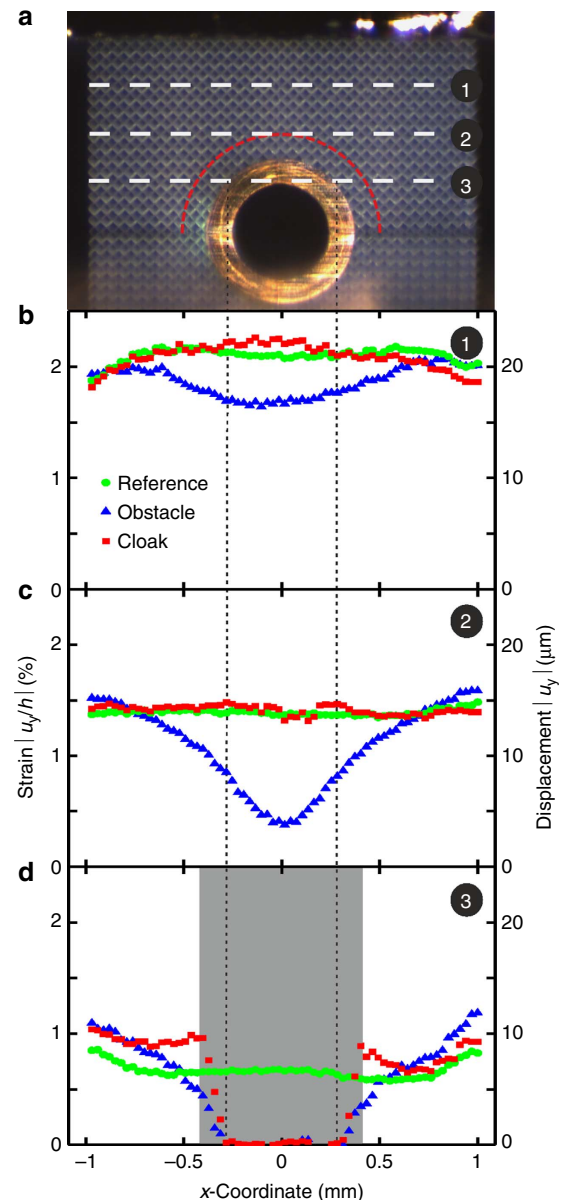 a
1
2
3
b
1
2
20
1
10
Reference
Obstacle
Cloak
0
0
c
2
2
20
1
10
Strain | uy/h | (%)
Displacement | uy | (μm)
0
0
d
3
2
20
1
10
0
0
−1
−0.5
0
0.5
1
x-Coordinate (mm)